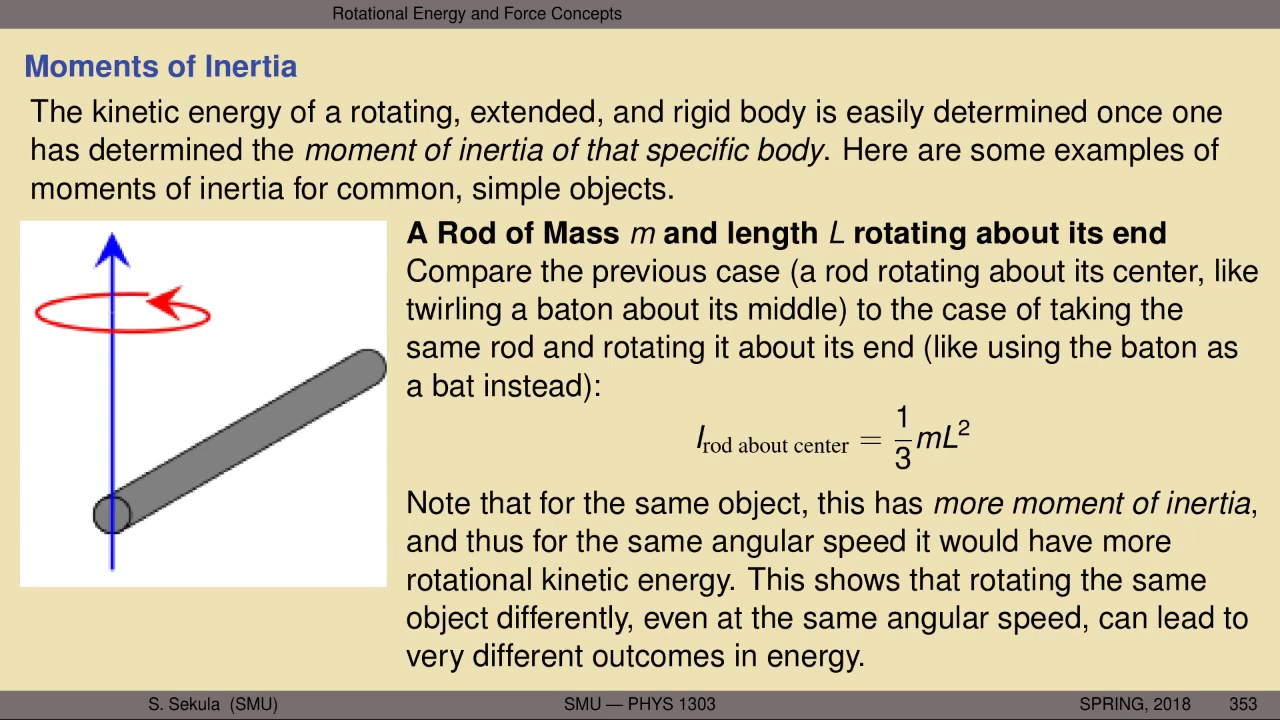 Rotational Energy and Force Concepts
Moments of Inertia
The kinetic energy of a rotating, extended, and rigid body is easily determined once one
has determined the moment of inertia of that specific body. Here are some examples of
moments of inertia for common, simple objects.
A Rod of Mass m and length L rotating about its end
Compare the previous case (a rod rotating about its center, like
twirling a baton about its middle) to the case of taking the
same rod and rotating it about its end (like using the baton as
a bat instead):
I_{rod about center} = \frac{1}{3} mL^2
Note that for the same object, this has more moment of inertia,
and thus for the same angular speed it would have more
rotational kinetic energy. This shows that rotating the same
object differently, even at the same angular speed, can lead to
very different outcomes in energy.
S. Sekula (SMU) SMU — PHYS 1303 SPRING, 2018 353